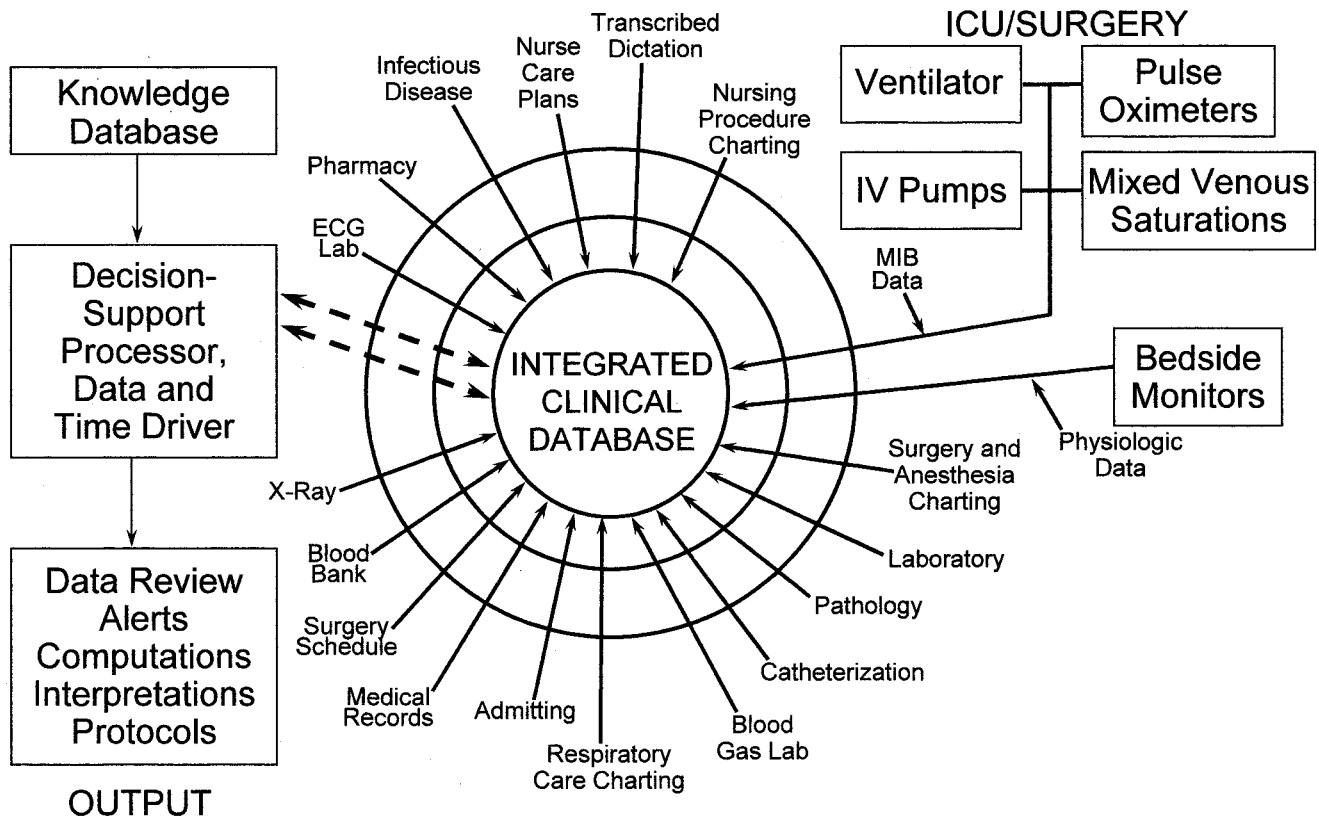 Knowledge
Database
Decision-
Support
Processor,
Data and
Time Driver
Data Review
Alerts
Computations
Interpretations
Protocols
OUTPUT
Infectious
Disease
Nurse
Care
Plans
Transcribed
Dictation
Nursing
Procedure
Charting
Pharmacy
ECG
Lab
INTEGRATED
CLINICAL
DATABASE
X-Ray
Blood
Bank
Surgery
Schedule
Medical
Records
Admitting
Respiratory
Care Charting
Blood
Gas Lab
Catheterization
Pathology
Laboratory
Surgery and
Anesthesia
Charting
ICU/SURGERY
Ventilator
Pulse
Oximeters
IV Pumps
Mixed Venous
Saturations
MIB
Data
Bedside
Monitors
Physiologic
Data